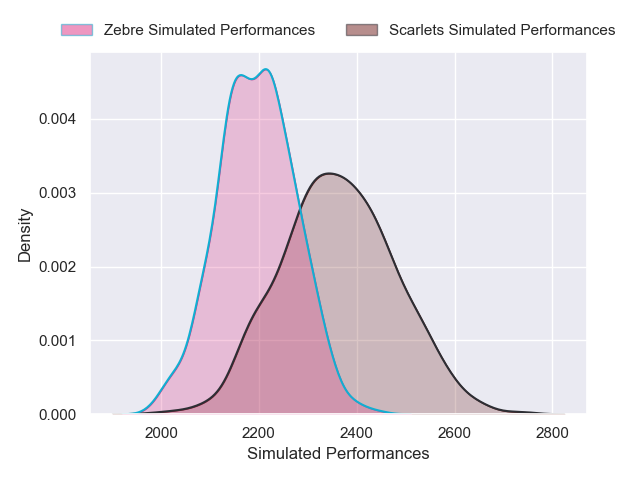 Zebre Simulated Performances Scarlets Simulated Performances
0.004
0.003
0.002
0.001
0.000
Density
2000 2200 2400 2600 2800
Simulated Performances